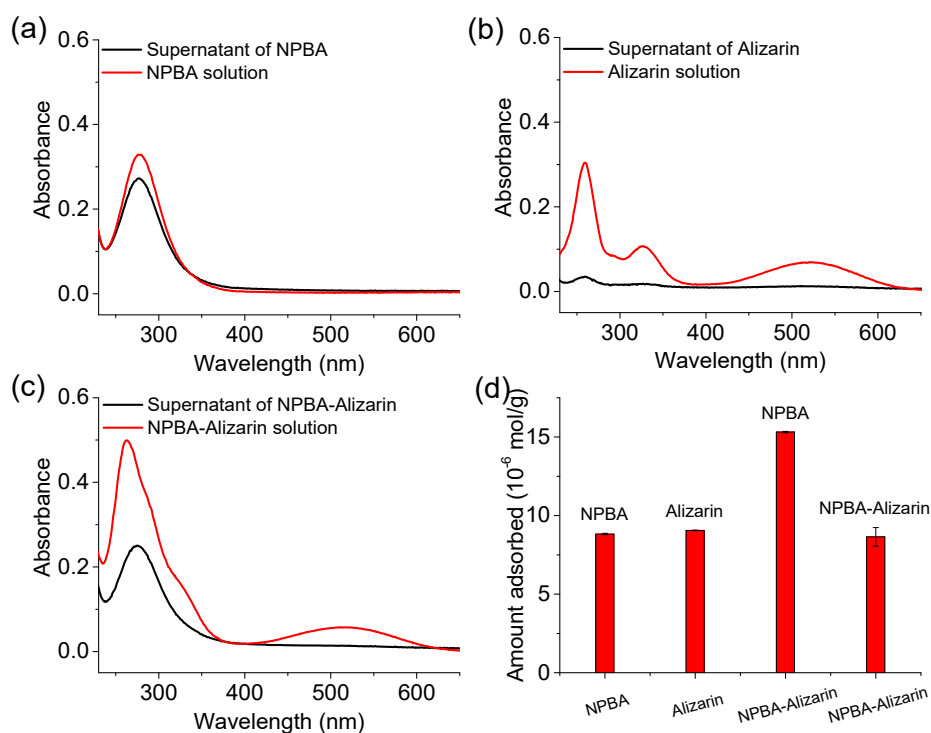 (a)
Supernatant of NPBA
NPBA solution
0.6
0.4
0.2
0.0
Absorbance
300
400
500
600
Wavelength (nm)
(b)
Supernatant of Alizarin
Alizarin solution
0.6
0.4
0.2
0.0
Absorbance
300
400
500
600
Wavelength (nm)
(c)
Supernatant of NPBA-Alizarin
NPBA-Alizarin solution
0.6
0.4
0.2
0.0
Absorbance
300
400
500
600
Wavelength (nm)
(d)
Amount adsorbed (10⁻⁶ mol/g)
15
10
5
0
NPBA
Alizarin
NPBA
NPBA-Alizarin
NPBA
Alizarin
NPBA-Alizarin
NPBA-Alizarin